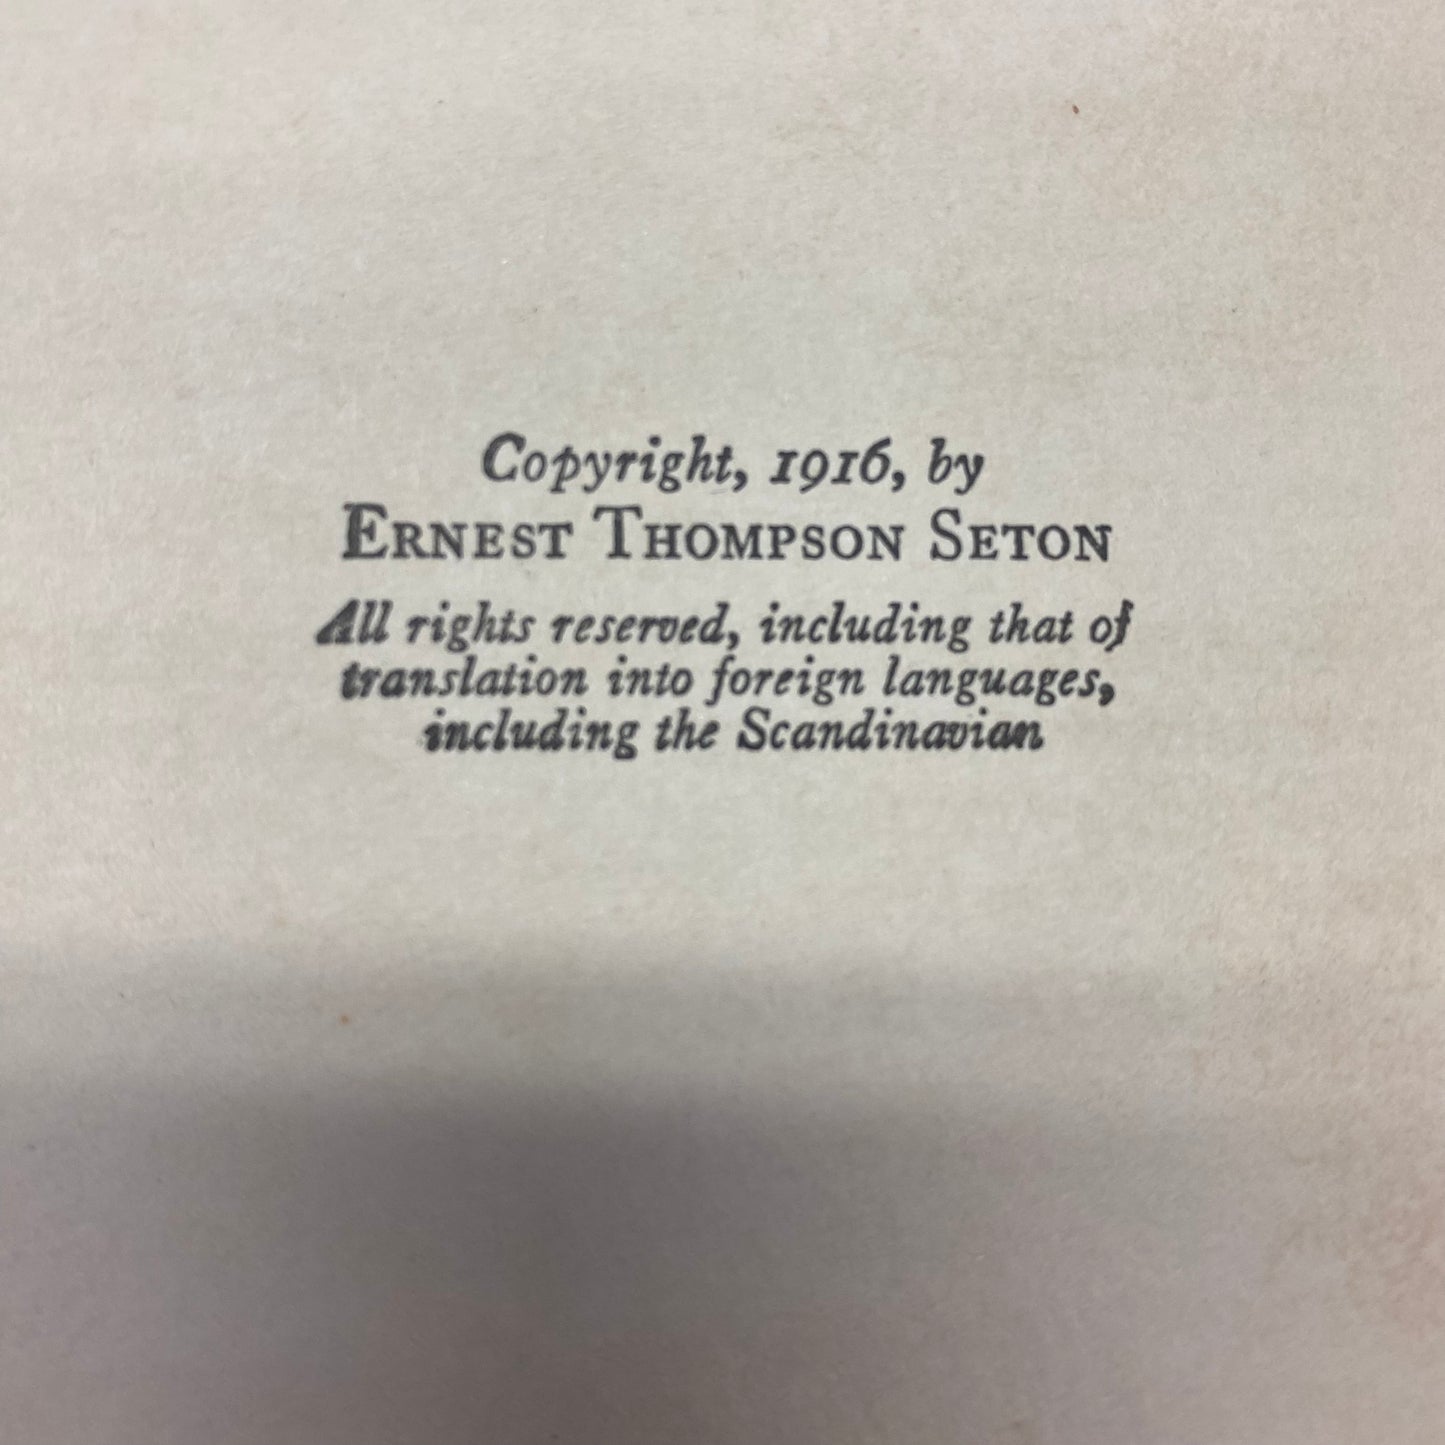 Copyright, 1916, by
ERNEST THOMPSON SETON
All rights reserved, including that of
translation into foreign languages,
including the Scandinavian